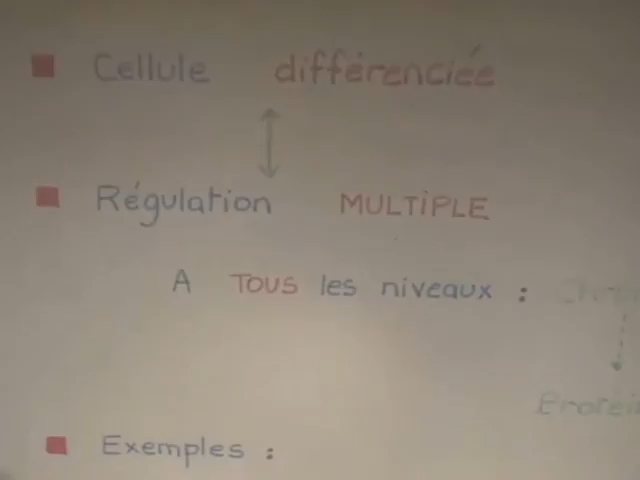 Cellule différenciée
Régulation MULTIPLE
A TOUS les niveaux :
Exemples :